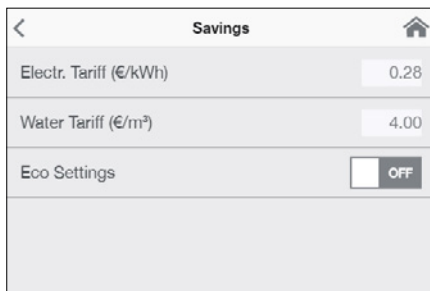 Savings
Electr. Tariff (€/kWh) 0.28
Water Tariff (€/m³) 4.00
Eco Settings OFF